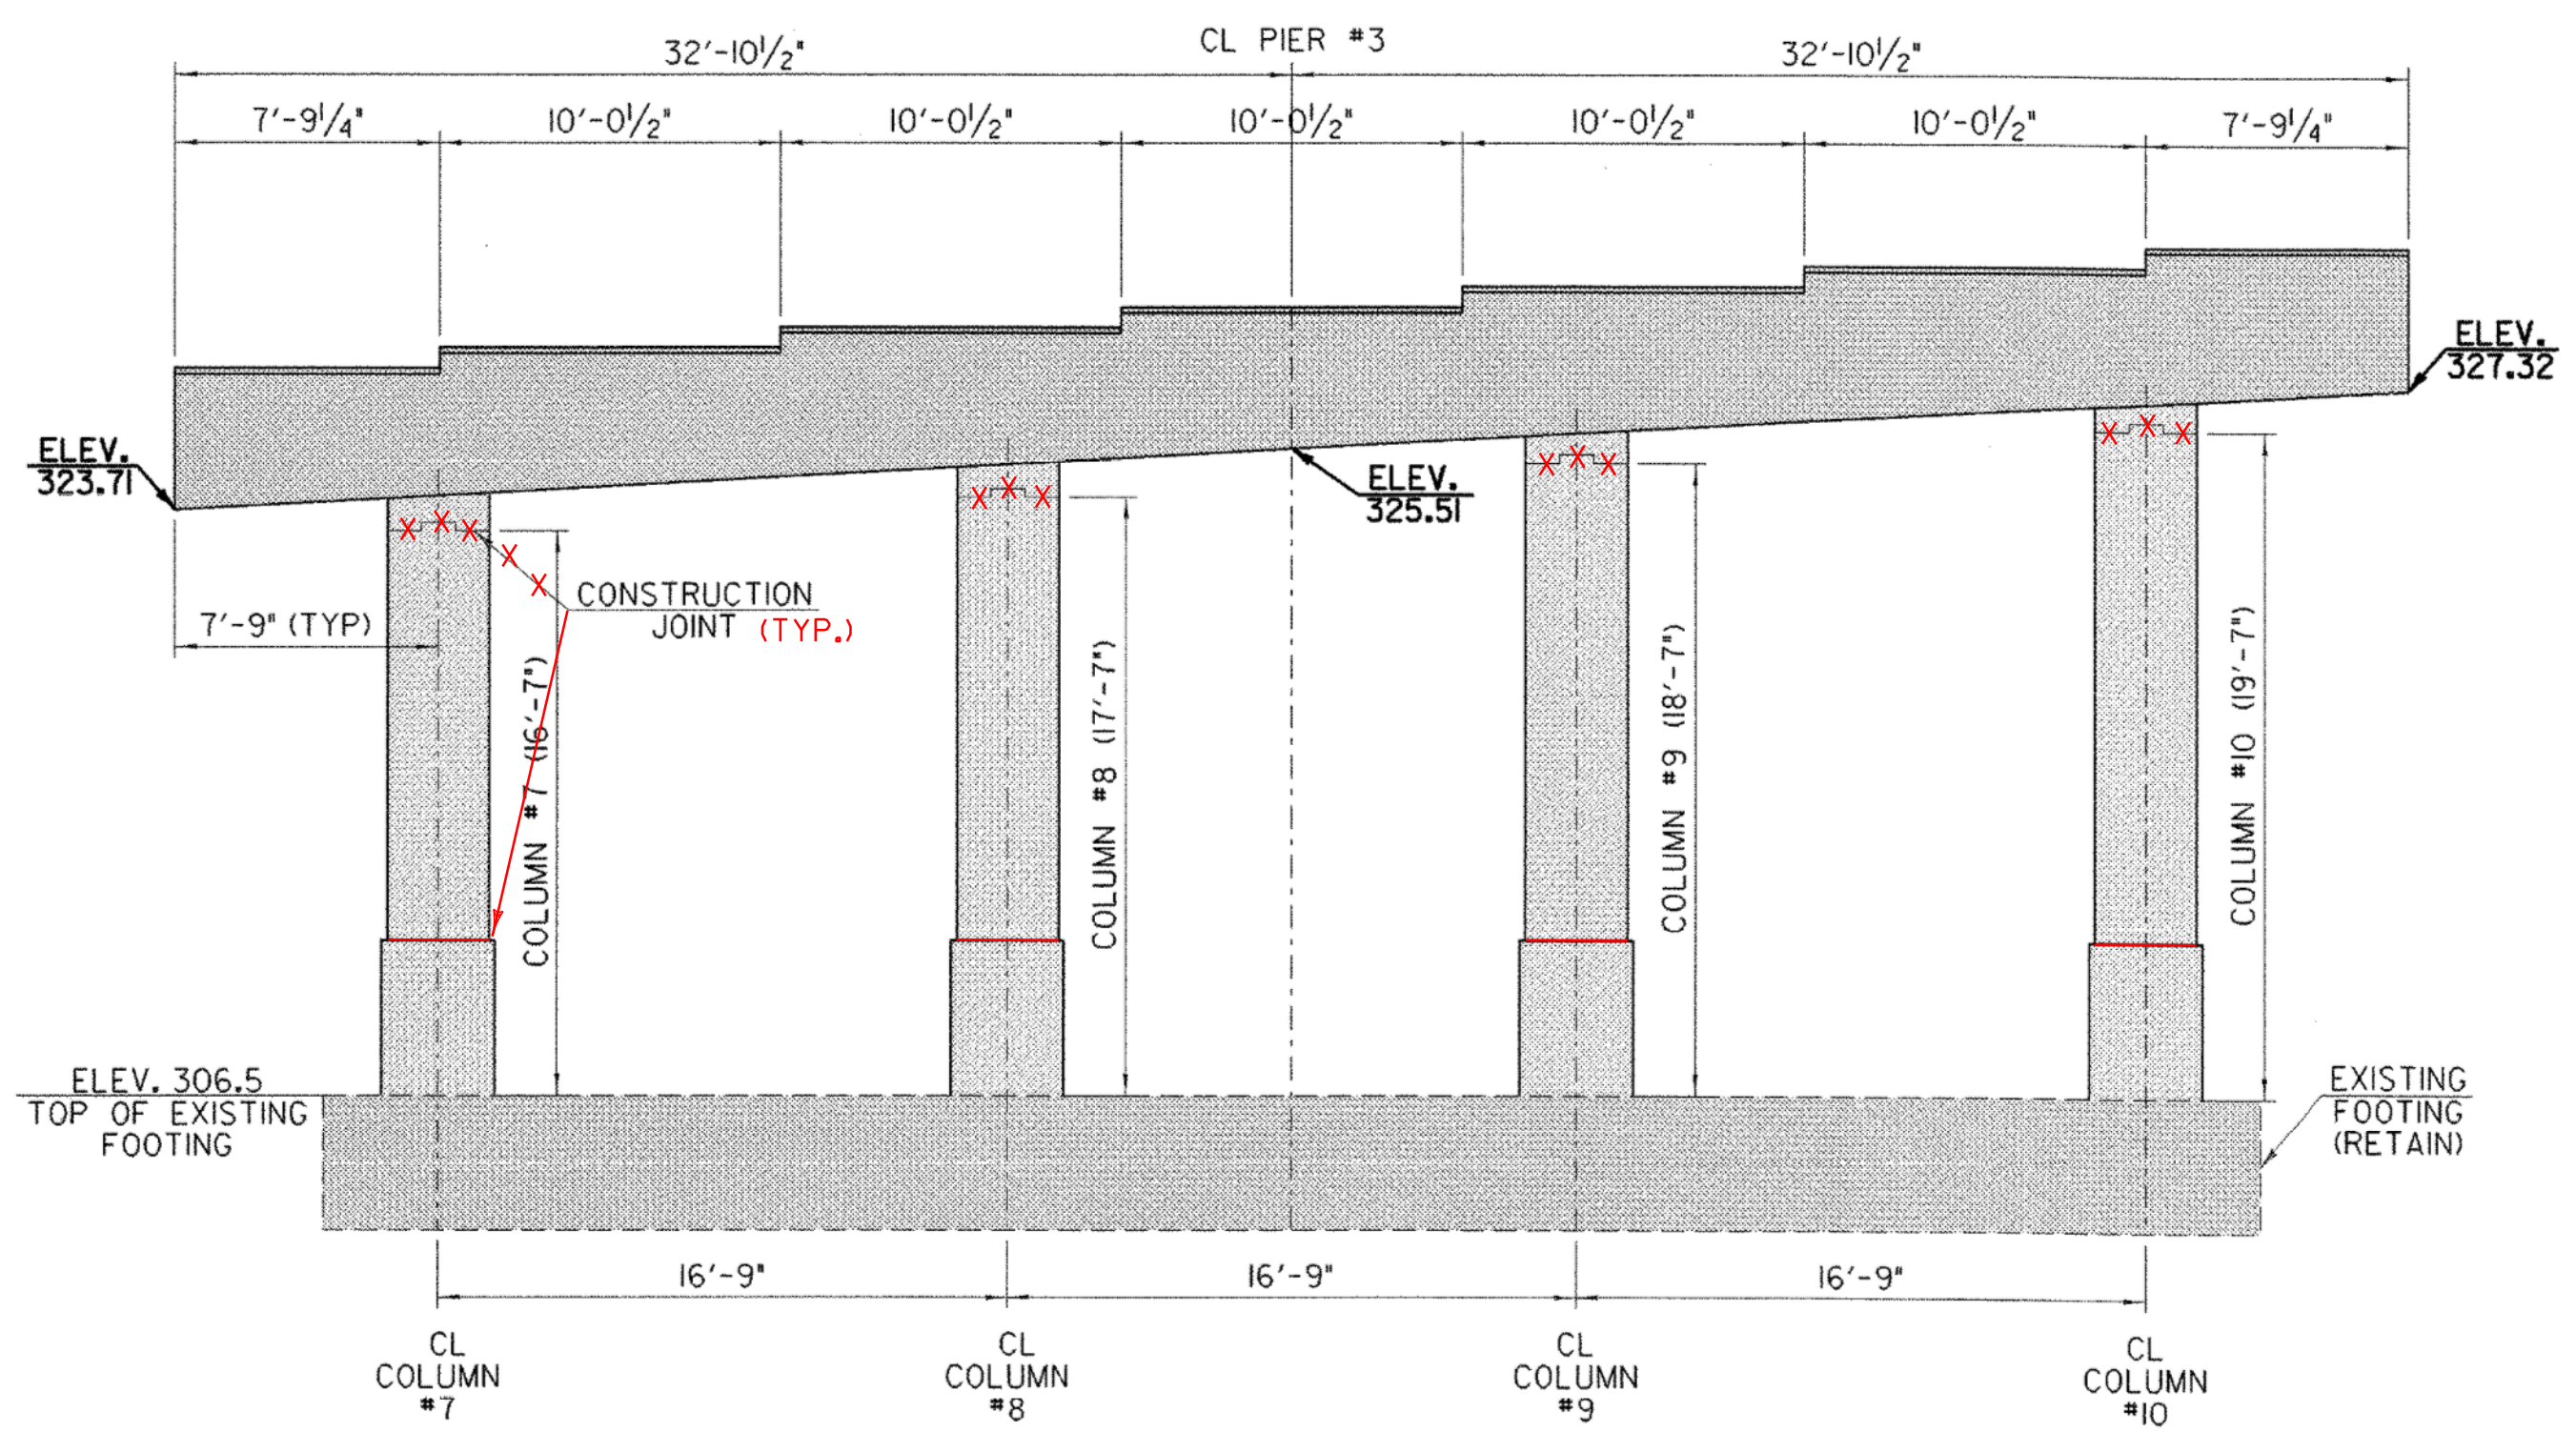 CL PIER #3
32'-10 1/2"
32'-10 1/2"
7'-9 1/4"
10'-0 1/2"
10'-0 1/2"
10'-0 1/2"
10'-0 1/2"
10'-0 1/2"
7'-9 1/4"
ELEV.
327.32
ELEV.
323.71
ELEV.
325.51
CONSTRUCTION
JOINT (TYP.)
7'-9" (TYP)
COLUMN #7 (16'-7")
COLUMN #8 (17'-7")
COLUMN #9 (18'-7")
COLUMN #10 (19'-7")
ELEV. 306.5
TOP OF EXISTING
FOOTING
EXISTING
FOOTING
(RETAIN)
16'-9"
16'-9"
16'-9"
CL
COLUMN
#7
CL
COLUMN
#8
CL
COLUMN
#9
CL
COLUMN
#10